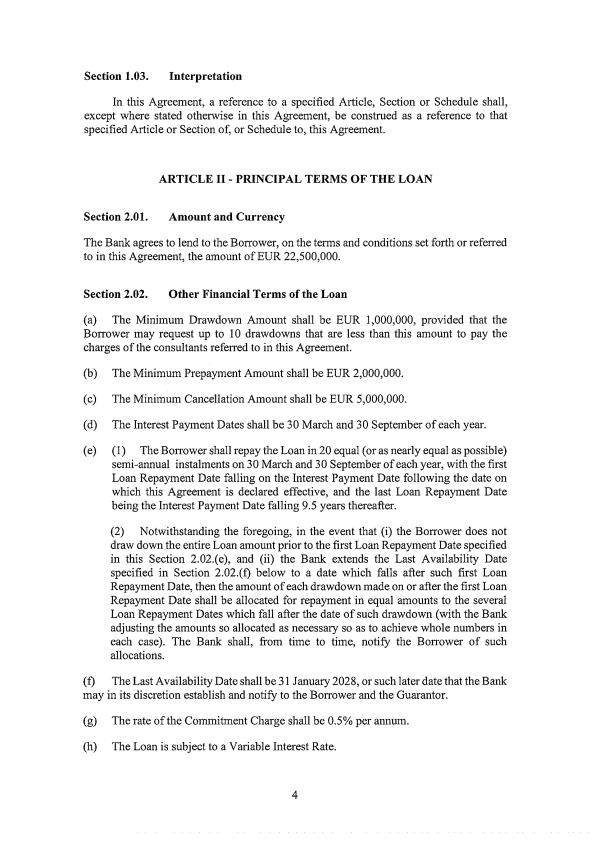 Section 1.03. Interpretation
In this Agreement, a reference to a specified Article, Section or Schedule shall,
except where stated otherwise in this Agreement, be construed as a reference to that
specified Article or Section of, or Schedule to, this Agreement.
ARTICLE II - PRINCIPAL TERMS OF THE LOAN
Section 2.01. Amount and Currency
The Bank agrees to lend to the Borrower, on the terms and conditions set forth or referred
to in this Agreement, the amount of EUR 22,500,000.
Section 2.02. Other Financial Terms of the Loan
(a) The Minimum Drawdown Amount shall be EUR 1,000,000, provided that the
Borrower may request up to 10 drawdowns that are less than this amount to pay the
charges of the consultants referred to in this Agreement.
(b) The Minimum Prepayment Amount shall be EUR 2,000,000.
(c) The Minimum Cancellation Amount shall be EUR 5,000,000.
(d) The Interest Payment Dates shall be 30 March and 30 September of each year.
(e) (1) The Borrower shall repay the Loan in 20 equal (or as nearly equal as possible)
semi-annual instalments on 30 March and 30 September of each year, with the first
Loan Repayment Date falling on the Interest Payment Date following the date on
which this Agreement is declared effective, and the last Loan Repayment Date
being the Interest Payment Date falling 9.5 years thereafter.
(2) Notwithstanding the foregoing, in the event that (i) the Borrower does not
draw down the entire Loan amount prior to the first Loan Repayment Date specified
in this Section 2.02.(e), and (ii) the Bank extends the Last Availability Date
specified in Section 2.02.(f) below to a date which falls after such first Loan
Repayment Date, then the amount of each drawdown made on or after the first Loan
Repayment Date shall be allocated for repayment in equal amounts to the several
Loan Repayment Dates which fall after the date of such drawdown (with the Bank
adjusting the amounts so allocated as necessary so as to achieve whole numbers in
each case). The Bank shall, from time to time, notify the Borrower of such
allocations.
(f) The Last Availability Date shall be 31 January 2028, or such later date that the Bank
may in its discretion establish and notify to the Borrower and the Guarantor.
(g) The rate of the Commitment Charge shall be 0.5% per annum.
(h) The Loan is subject to a Variable Interest Rate.
4